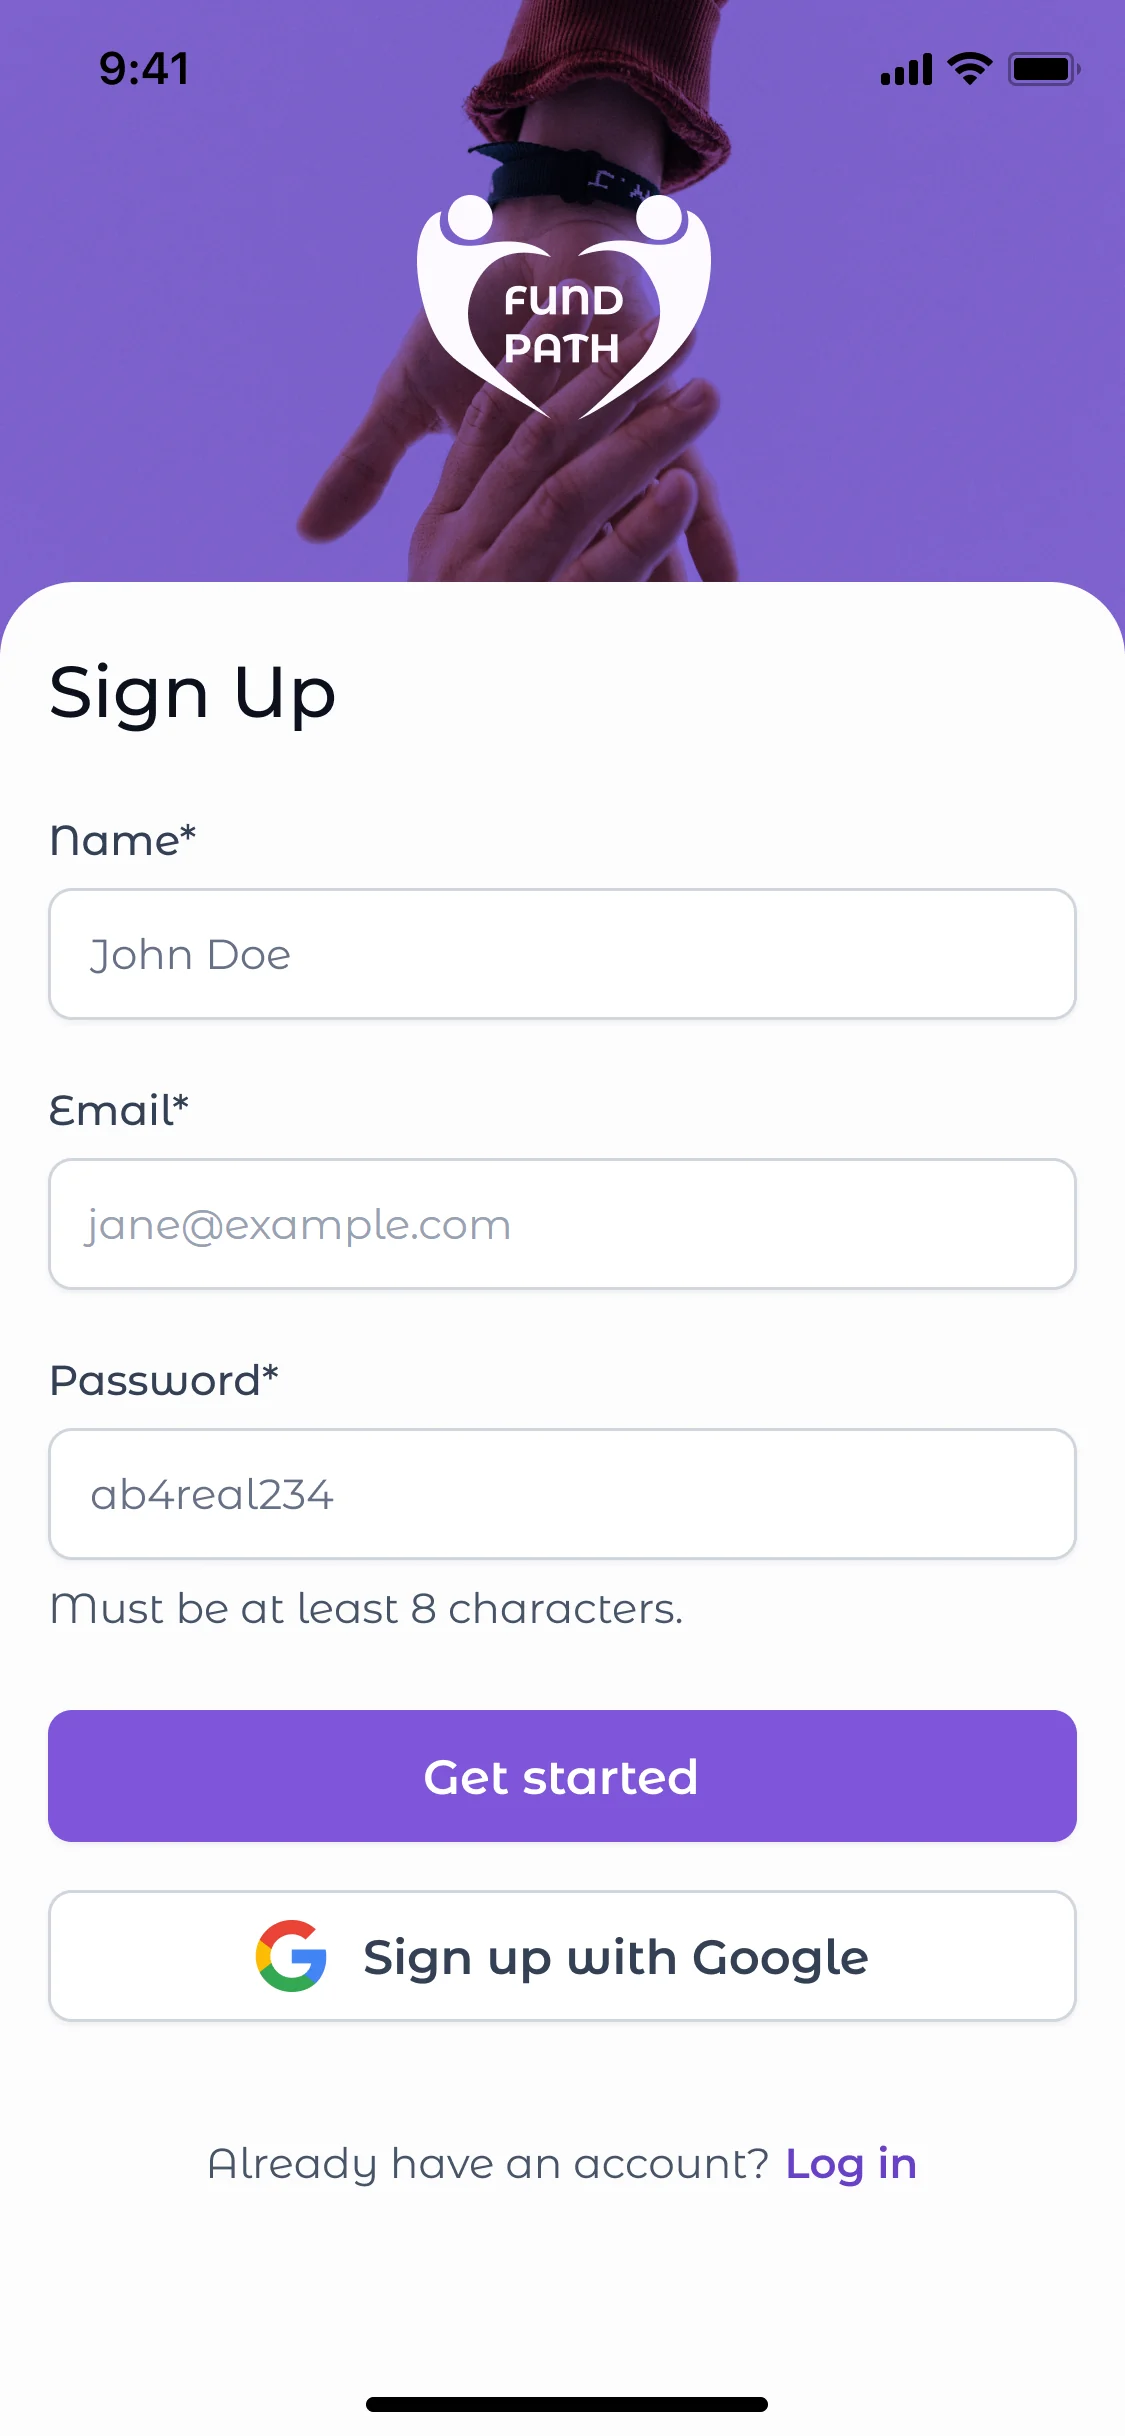 9:41
FUND
PATH
Sign Up
Name*
John Doe
Email*
jane@example.com
Password*
ab4real234
Must be at least 8 characters.
Get started
Sign up with Google
Already have an account? Log in